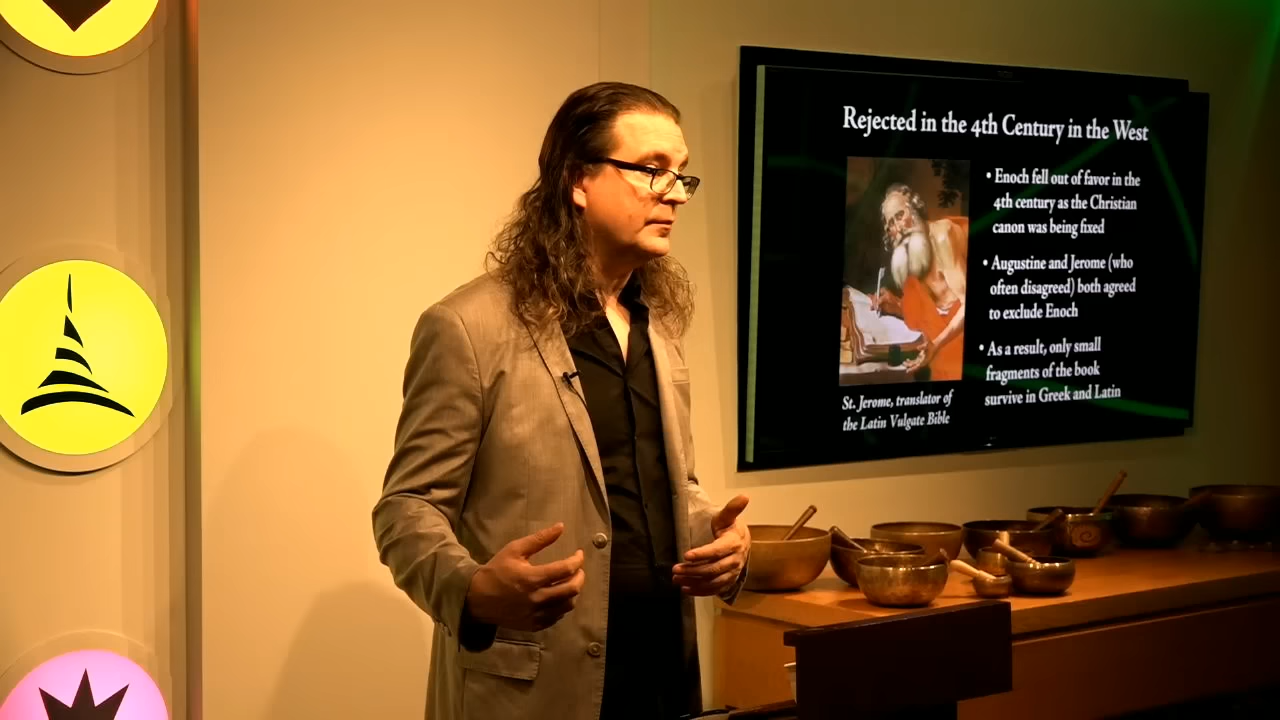 Rejected in the 4th Century in the West
• Enoch fell out of favor in the
4th century as the Christian
canon was being fixed
• Augustine and Jerome (who
often disagreed) both agreed
to exclude Enoch
• As a result, only small
fragments of the book
survive in Greek and Latin
St. Jerome, translator of
the Latin Vulgate Bible